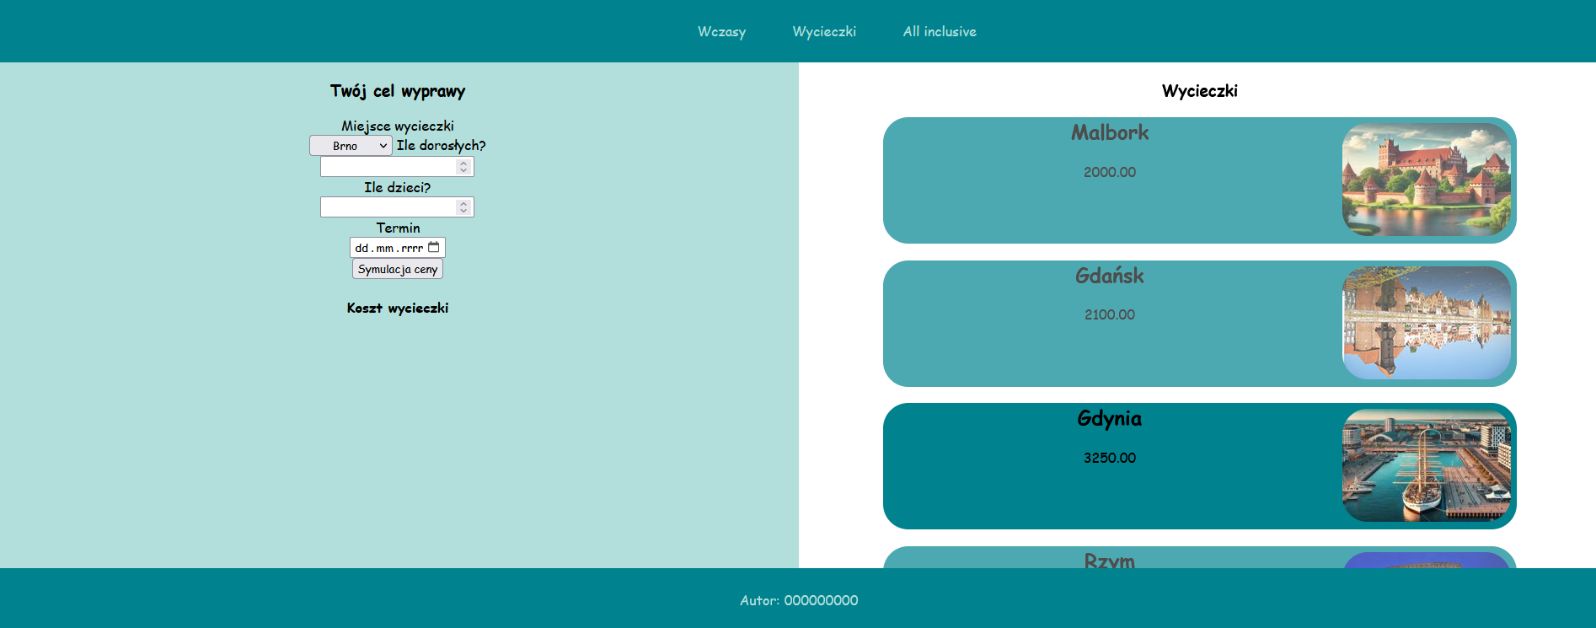 Wczasy Wycieczki All inclusive
Twój cel wyprawy
Miejsce wycieczki
Brno Ile dorosłych?
Ile dzieci?
Termin
dd.mm.rrrr
Symulacja ceny
Koszt wycieczki
Wycieczki
Malbork
2000.00
Gdańsk
2100.00
Gdynia
3250.00
Rzym
Autor: 000000000